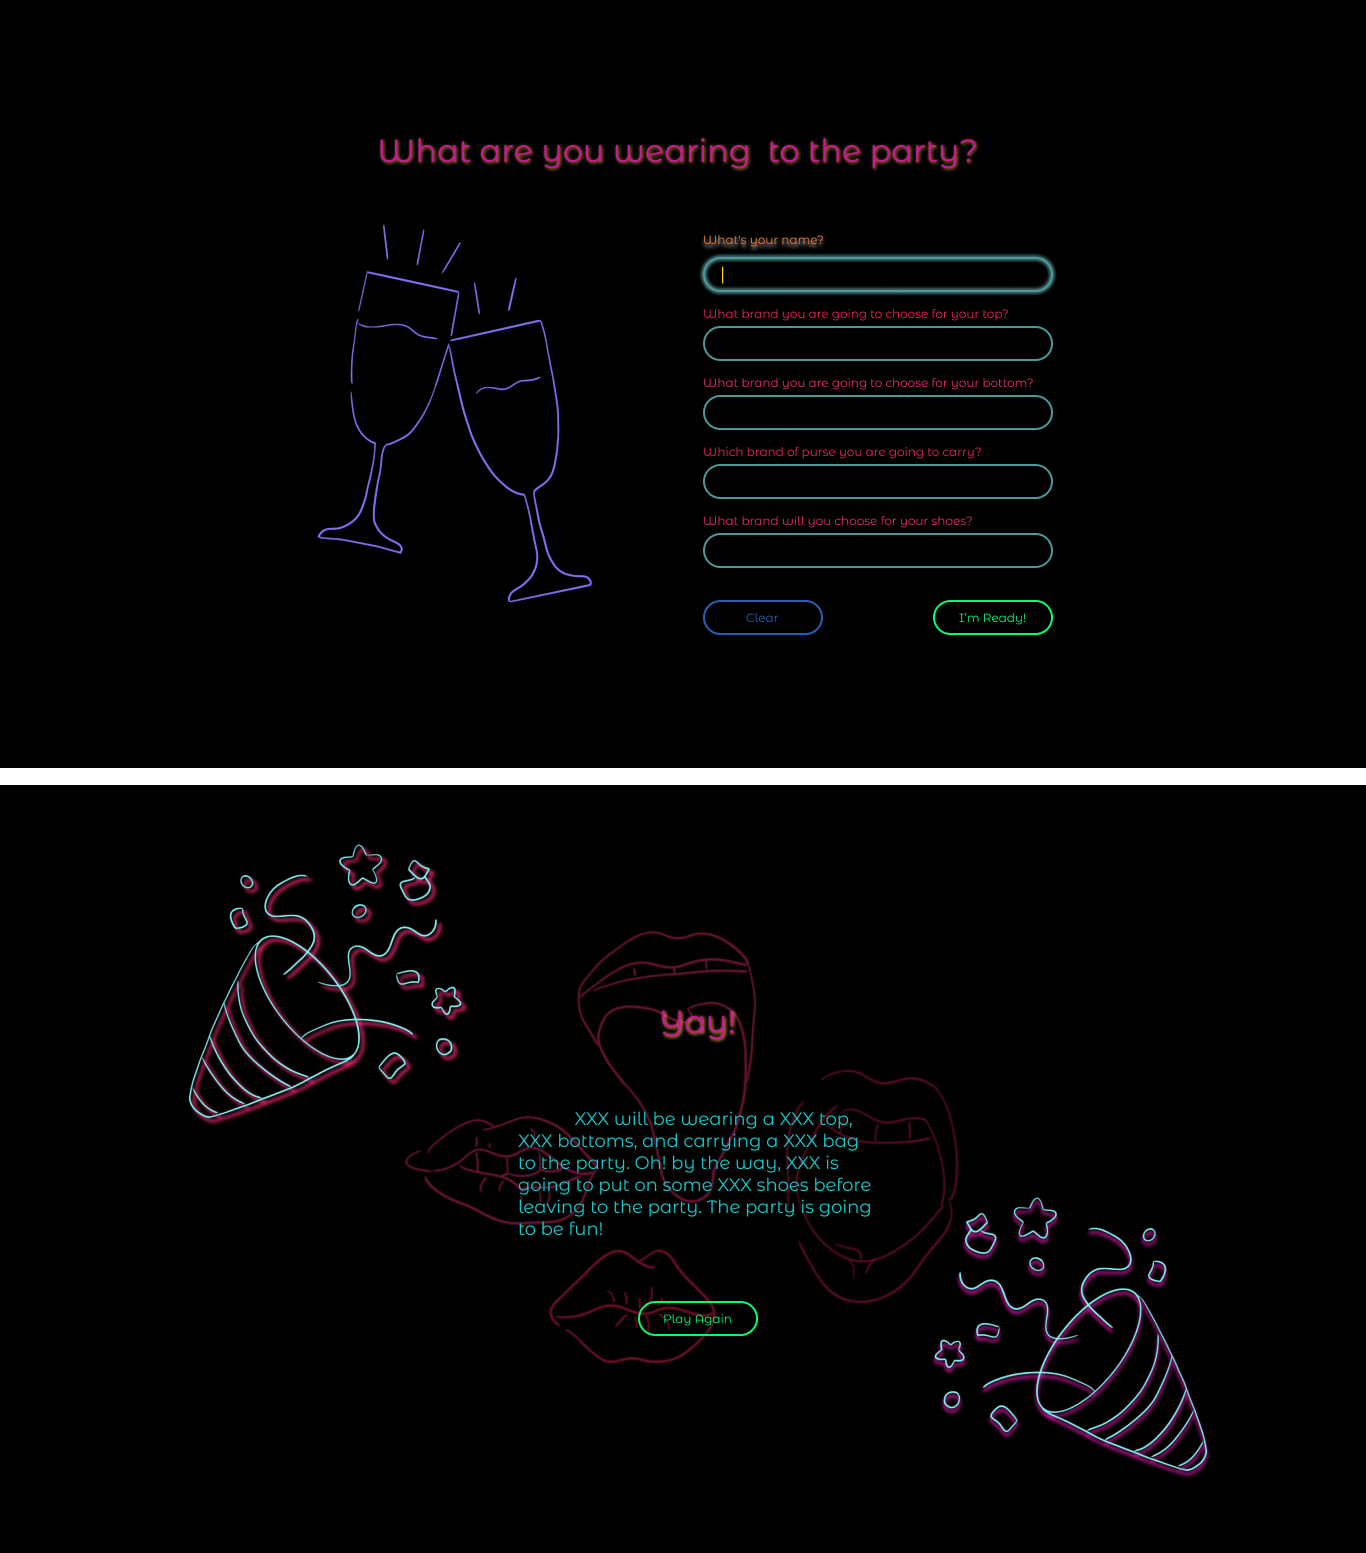 What are you wearing  to the party?
What's your name?
What brand you are going to choose for your top?
What brand you are going to choose for your bottom?
Which brand of purse you are going to carry?
What brand will you choose for your shoes?
Clear
I'm Ready!
Yay!
XXX will be wearing a XXX top,
XXX bottoms, and carrying a XXX bag
to the party. Oh! by the way, XXX is
going to put on some XXX shoes before
leaving to the party. The party is going
to be fun!
Play Again